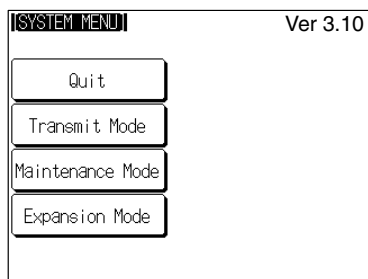 [SYSTEM MENU]
Ver 3.10
Quit
Transmit Mode
Maintenance Mode
Expansion Mode